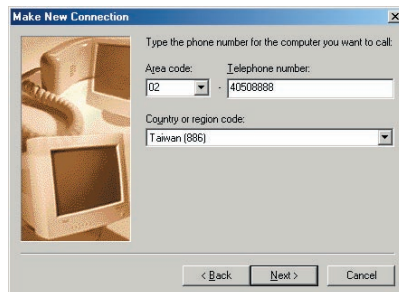 Make New Connection
Type the phone number for the computer you want to call:
Area code: Telephone number:
02 - 40508888
Country or region code:
Taiwan (886)
< Back Next > Cancel